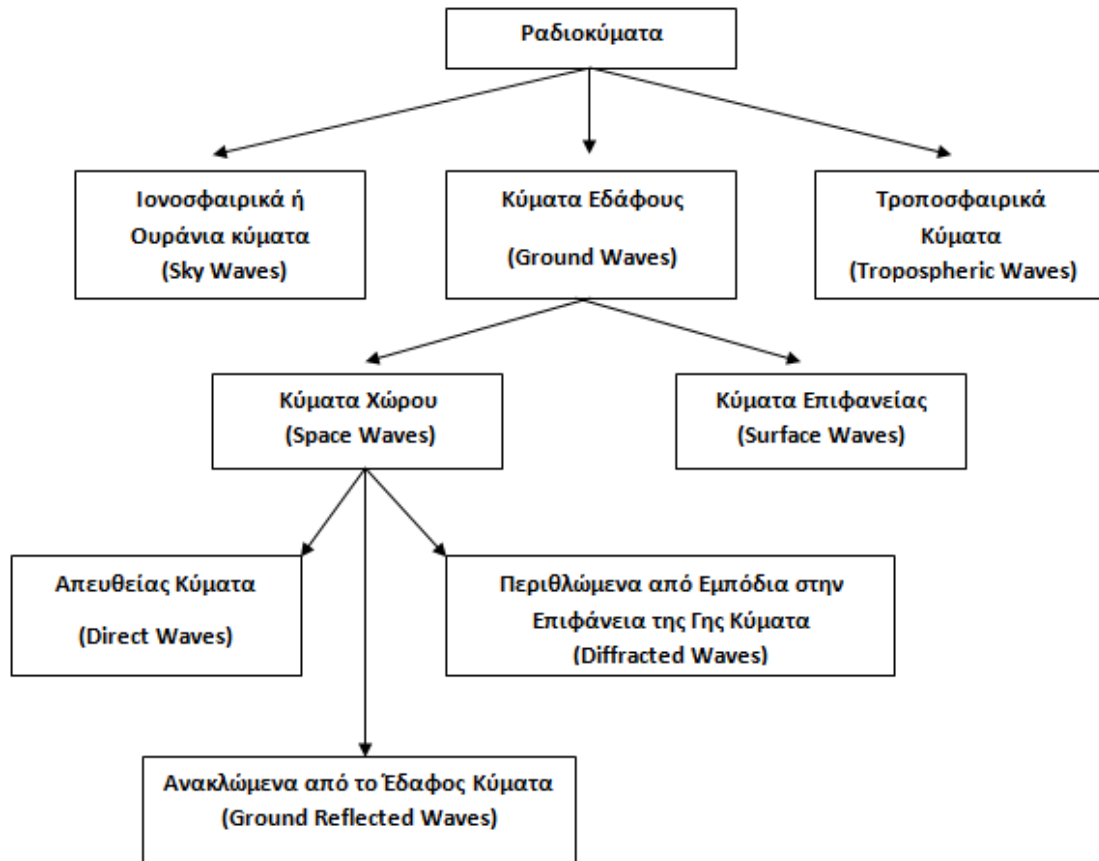 Ραδιοκύματα
Ιονοσφαιρικά ή
Ουράνια κύματα
(Sky Waves)
Κύματα Εδάφους
(Ground Waves)
Τροποσφαιρικά
Κύματα
(Tropospheric Waves)
Κύματα Χώρου
(Space Waves)
Κύματα Επιφανείας
(Surface Waves)
Απευθείας Κύματα
(Direct Waves)
Περιθλώμενα από Εμπόδια στην
Επιφάνεια της Γης Κύματα
(Diffracted Waves)
Ανακλώμενα από το Έδαφος Κύματα
(Ground Reflected Waves)